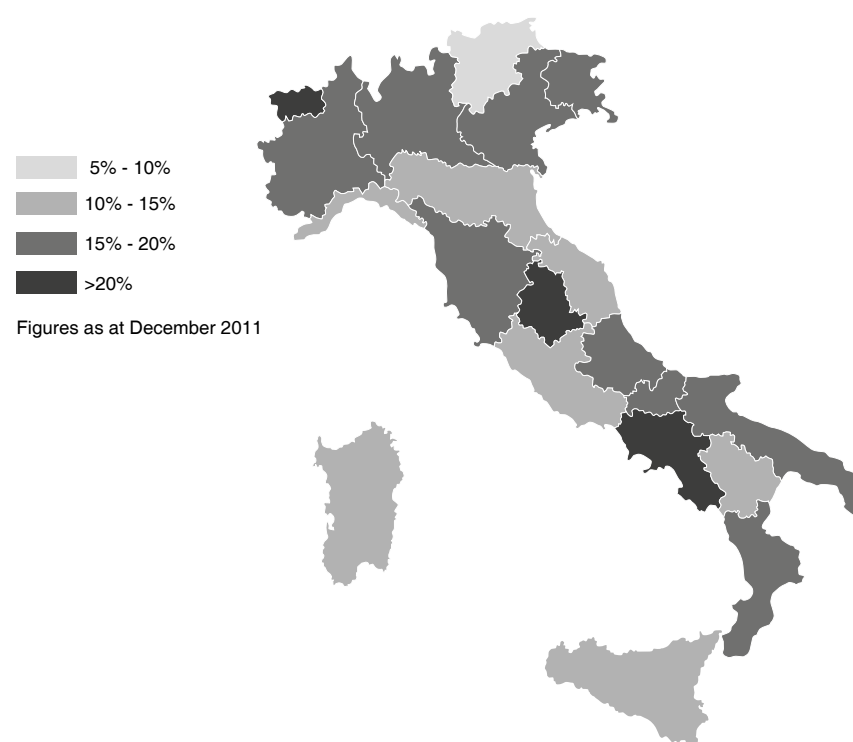 5% - 10%
10% - 15%
15% - 20%
>20%
Figures as at December 2011